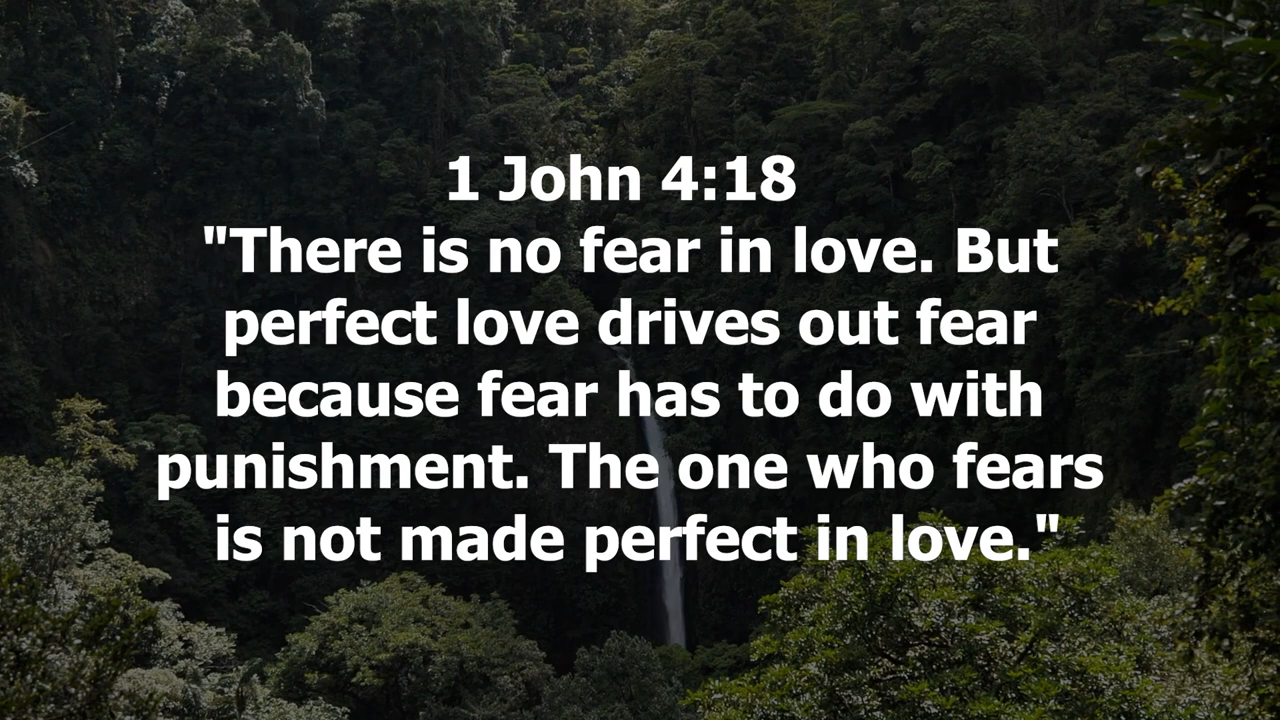 1 John 4:18
"There is no fear in love. But
perfect love drives out fear
because fear has to do with
punishment. The one who fears
is not made perfect in love."